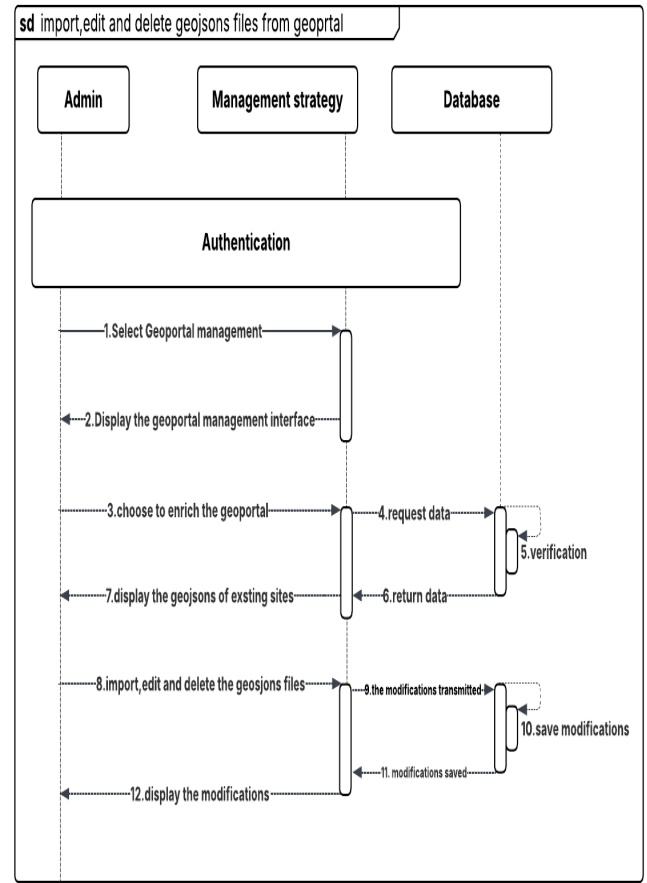 sd import,edit and delete geojsons files from geoprtal
Admin
Management strategy
Database
Authentication
1.Select Geoportal management
2.Display the geoportal management interface
3.choose to enrich the geoportal
4.request data
5.verification
7.display the geojsons of exsting sites
6.return data
8.import,edit and delete the geosjons files
9.the modifications transmitted
10.save modifications
11. modifications saved
12.display the modifications